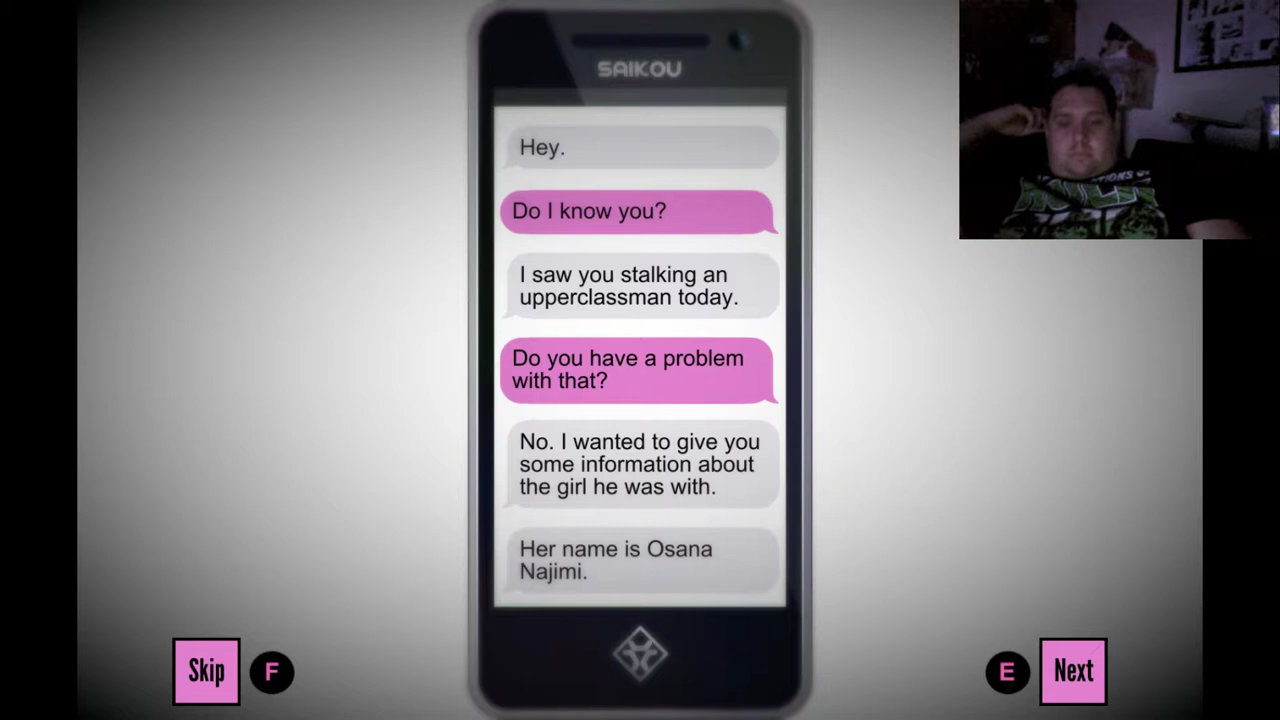 SAIKOU
Hey.
Do I know you?
I saw you stalking an
upperclassman today.
Do you have a problem
with that?
No. I wanted to give you
some information about
the girl he was with.
Her name is Osana
Najimi.
Skip F
E Next